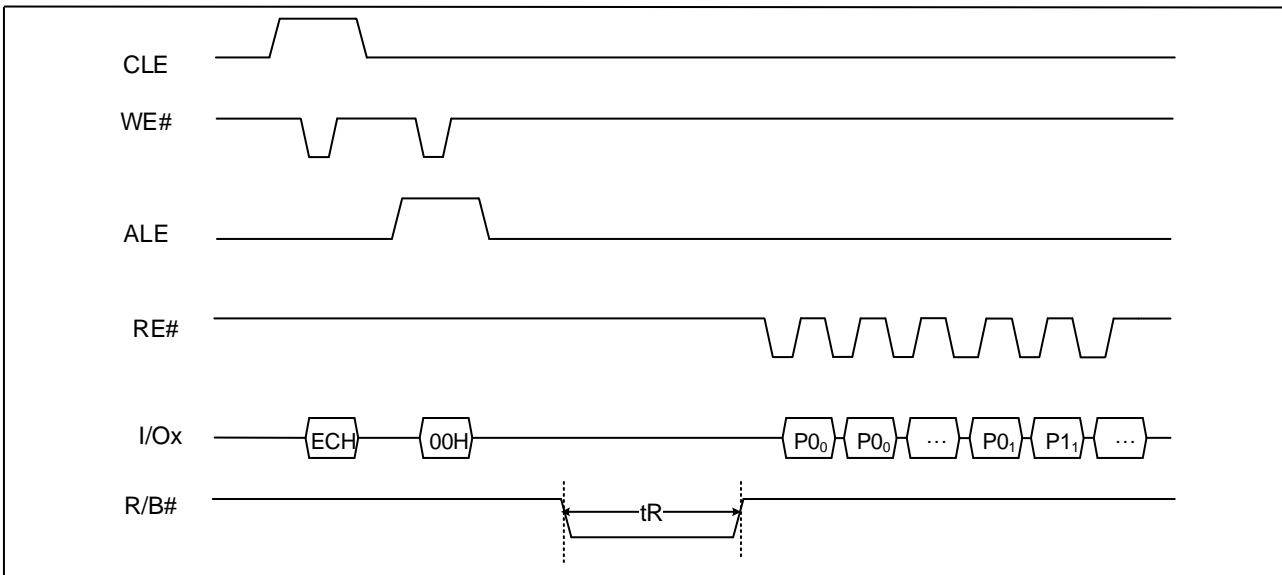 CLE
WE#
ALE
RE#
I/Ox ECH 00H P0₀ P0₀ ... P0₁ P1₁ ...
R/B# tR